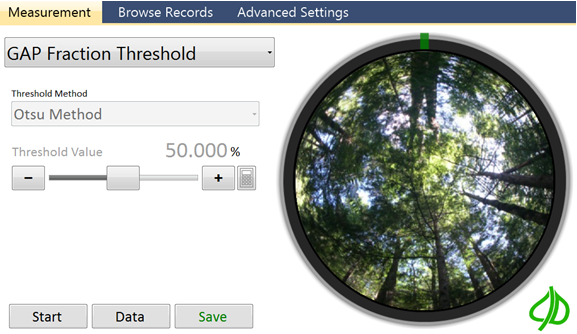 Measurement Browse Records Advanced Settings
GAP Fraction Threshold
Threshold Method
Otsu Method
Threshold Value 50.000 %
− +
Start Data Save